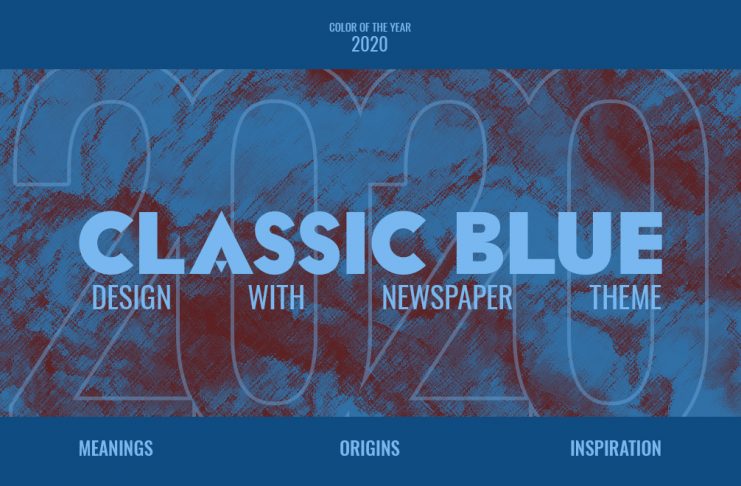 COLOR OF THE YEAR
2020
2020
CLASSIC BLUE
DESIGN WITH NEWSPAPER THEME
MEANINGS ORIGINS INSPIRATION